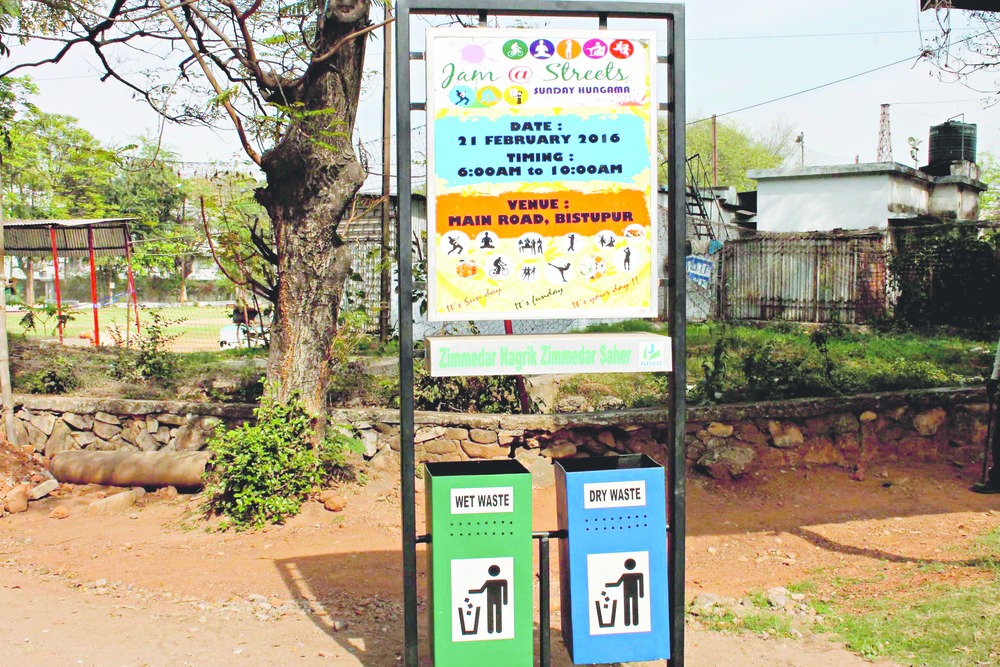 Jam @ Streets
SUNDAY HUNGAMA
DATE :
21 FEBRUARY 2016
TIMING :
6:00AM to 10:00AM
VENUE :
MAIN ROAD, BISTUPUR
It's Sunday
It's funday
It's your day !!
Zimmedar Nagrik Zimmedar Saher
JUSCO
WET WASTE
DRY WASTE